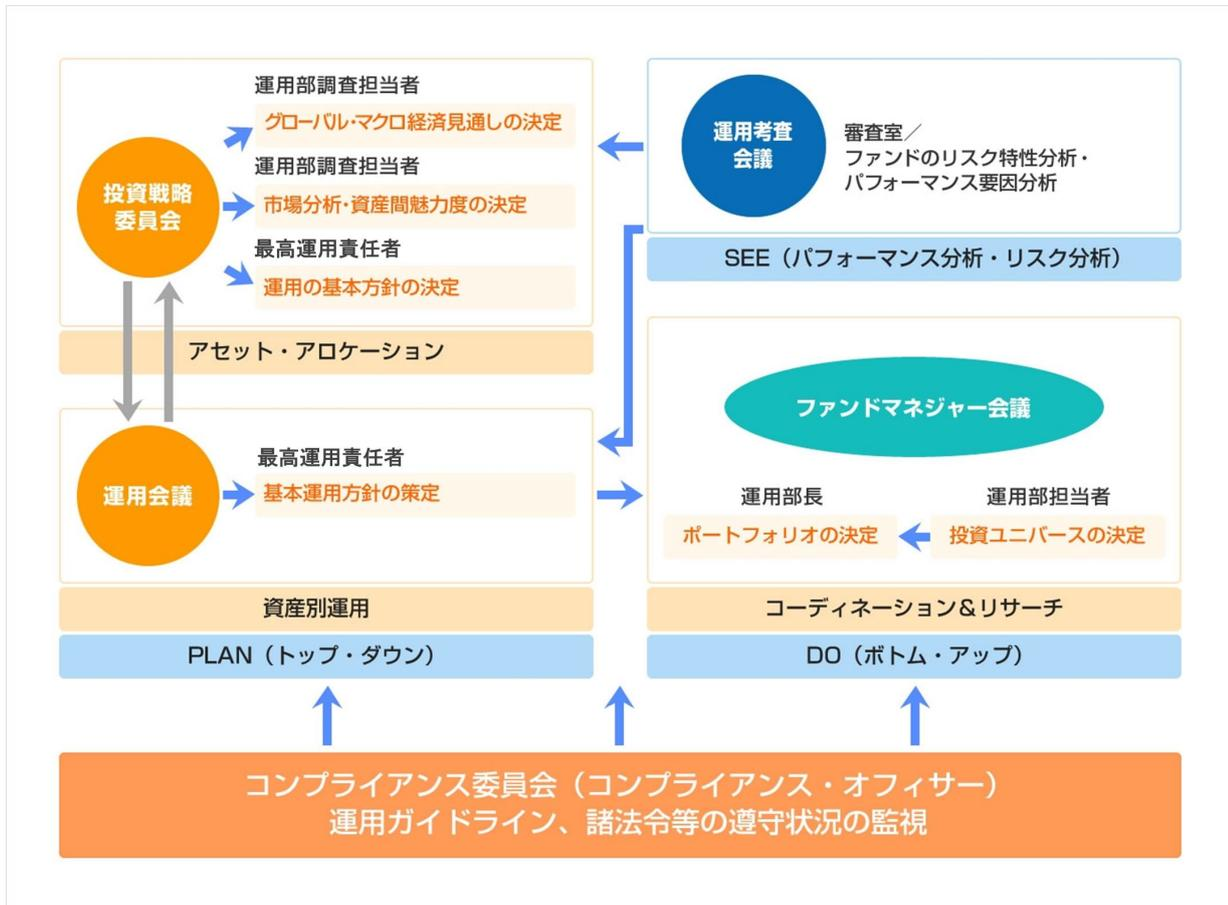 投資戦略
委員会
運用部調査担当者
グローバル・マクロ経済見通しの決定
運用部調査担当者
市場分析・資産間魅力度の決定
最高運用責任者
運用の基本方針の決定
アセット・アロケーション
運用会議
最高運用責任者
基本運用方針の策定
資産別運用
PLAN（トップ・ダウン）
運用考査
会議
審査室／
ファンドのリスク特性分析・
パフォーマンス要因分析
SEE（パフォーマンス分析・リスク分析）
ファンドマネジャー会議
運用部長
ポートフォリオの決定
運用部担当者
投資ユニバースの決定
コーディネーション＆リサーチ
DO（ボトム・アップ）
コンプライアンス委員会（コンプライアンス・オフィサー）
運用ガイドライン、諸法令等の遵守状況の監視